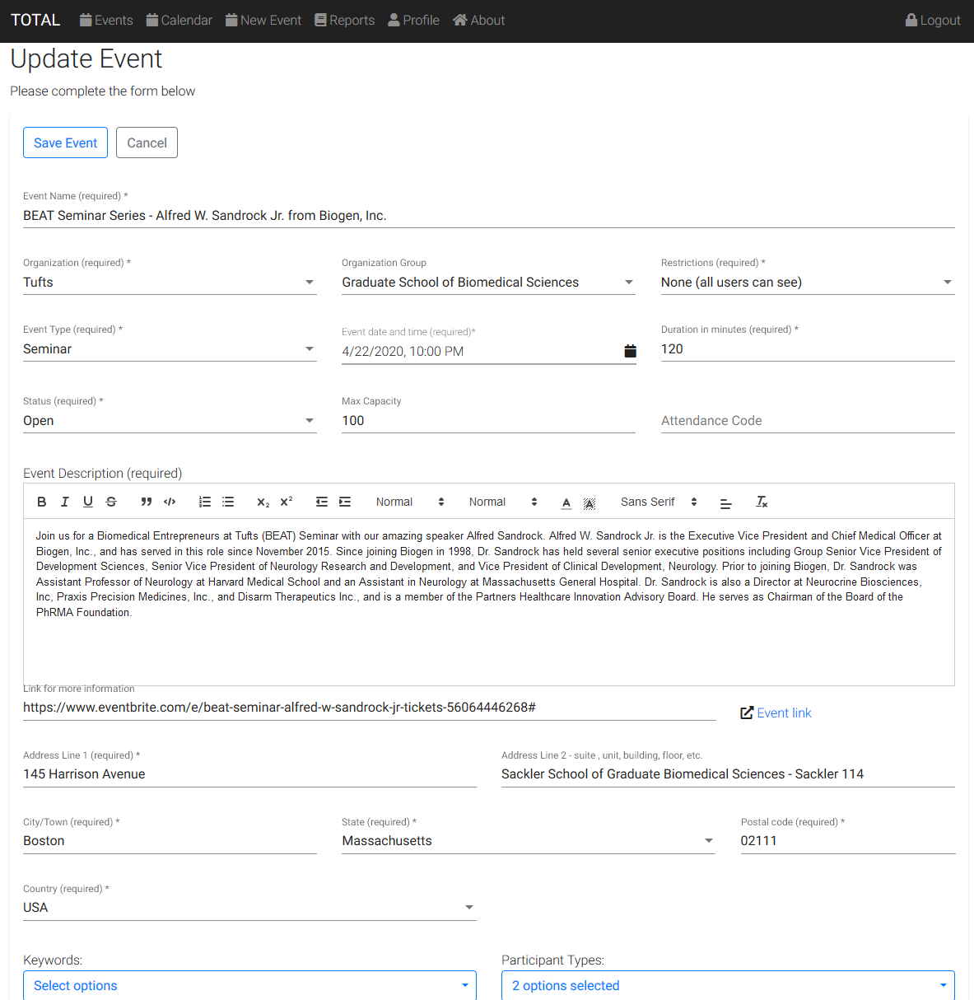 TOTAL Events Calendar New Event Reports Profile About Logout
Update Event
Please complete the form below
Save Event Cancel
Event Name (required) *
BEAT Seminar Series - Alfred W. Sandrock Jr. from Biogen, Inc.
Organization (required) * Organization Group Restrictions (required) *
Tufts Graduate School of Biomedical Sciences None (all users can see)
Event Type (required) * Event date and time (required)* Duration in minutes (required) *
Seminar 4/22/2020, 10:00 PM 120
Status (required) * Max Capacity
Open 100 Attendance Code
Event Description (required)
B I U S x₂ x² Normal Normal A A Sans Serif Tx
Join us for a Biomedical Entrepreneurs at Tufts (BEAT) Seminar with our amazing speaker Alfred Sandrock. Alfred W. Sandrock Jr. is the Executive Vice President and Chief Medical Officer at
Biogen, Inc., and has served in this role since November 2015. Since joining Biogen in 1998, Dr. Sandrock has held several senior executive positions including Group Senior Vice President of
Development Sciences, Senior Vice President of Neurology Research and Development, and Vice President of Clinical Development, Neurology. Prior to joining Biogen, Dr. Sandrock was
Assistant Professor of Neurology at Harvard Medical School and an Assistant in Neurology at Massachusetts General Hospital. Dr. Sandrock is also a Director at Neurocrine Biosciences,
Inc, Praxis Precision Medicines, Inc., and Disarm Therapeutics Inc., and is a member of the Partners Healthcare Innovation Advisory Board. He serves as Chairman of the Board of the
PhRMA Foundation.
Link for more information
https://www.eventbrite.com/e/beat-seminar-alfred-w-sandrock-jr-tickets-56064446268# Event link
Address Line 1 (required) * Address Line 2 - suite , unit, building, floor, etc.
145 Harrison Avenue Sackler School of Graduate Biomedical Sciences - Sackler 114
City/Town (required) * State (required) * Postal code (required) *
Boston Massachusetts 02111
Country (required) *
USA
Keywords: Participant Types:
Select options 2 options selected